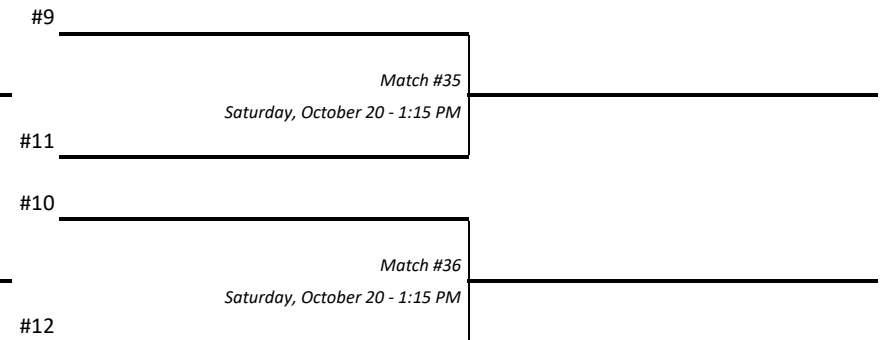 #9
Match #35
Saturday, October 20 - 1:15 PM
#11
#10
Match #36
Saturday, October 20 - 1:15 PM
#12